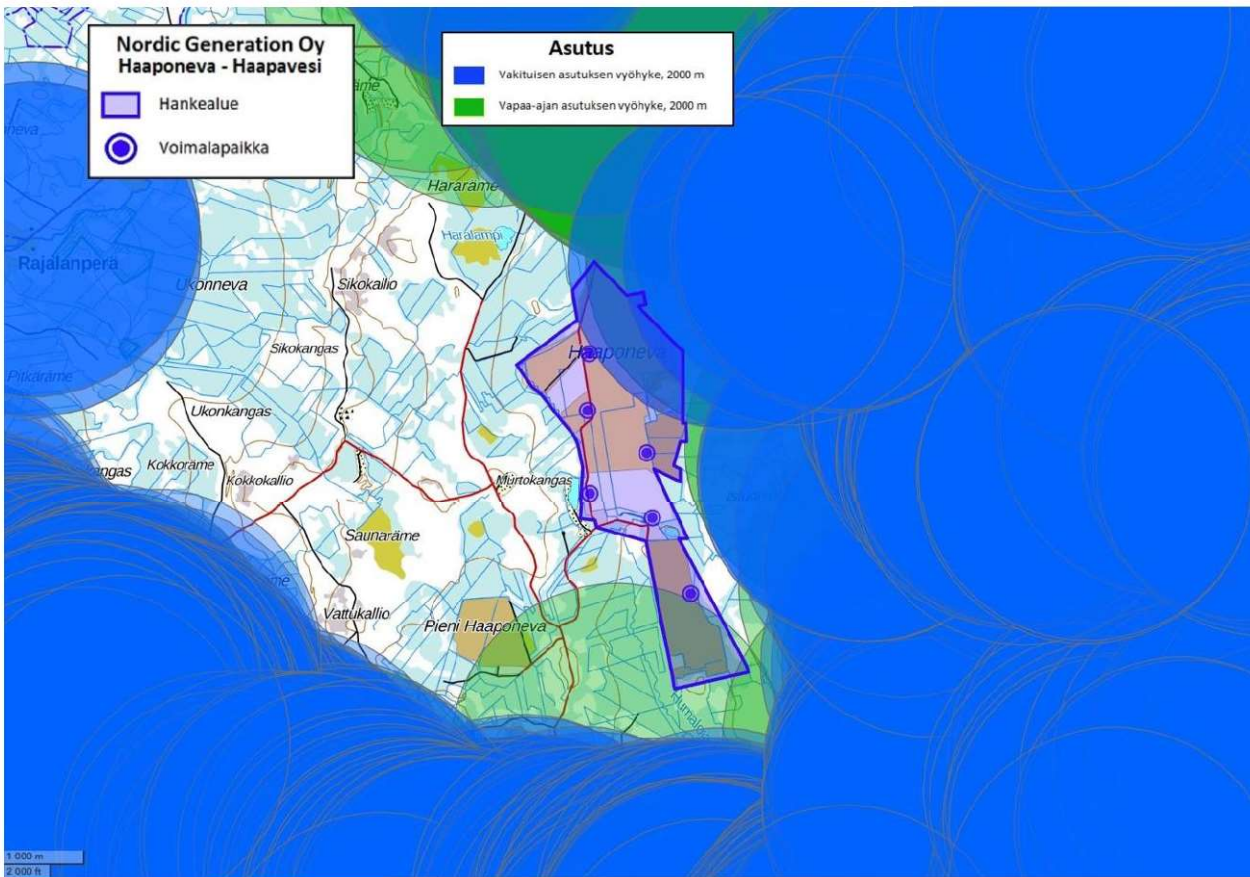 Nordic Generation Oy
Haaponeva - Haapavesi
Hankealue
Voimalapaikka
Asutus
Vakituisen asutuksen vyöhyke, 2000 m
Vapaa-ajan asutuksen vyöhyke, 2000 m
Hararäme
Haralampi
Rajalanperä
Ukonneva
Sikokallio
Sikokangas
Haaponeva
Pitkäräme
Ukonkangas
Kokkoräme
Kokkokallio
Murtokangas
Saunaräme
Vattukallio
Pieni Haaponeva
1 000 m
2 000 ft